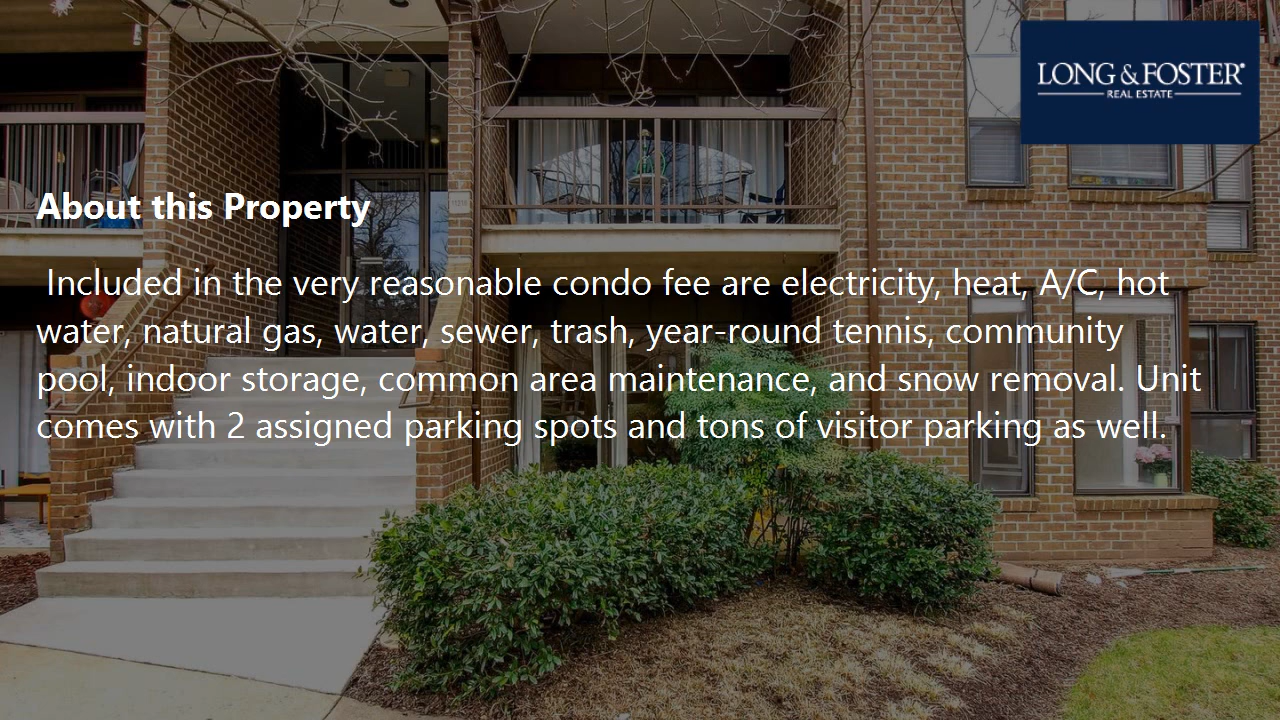 LONG & FOSTER®
REAL ESTATE
About this Property
Included in the very reasonable condo fee are electricity, heat, A/C, hot
water, natural gas, water, sewer, trash, year-round tennis, community
pool, indoor storage, common area maintenance, and snow removal. Unit
comes with 2 assigned parking spots and tons of visitor parking as well.